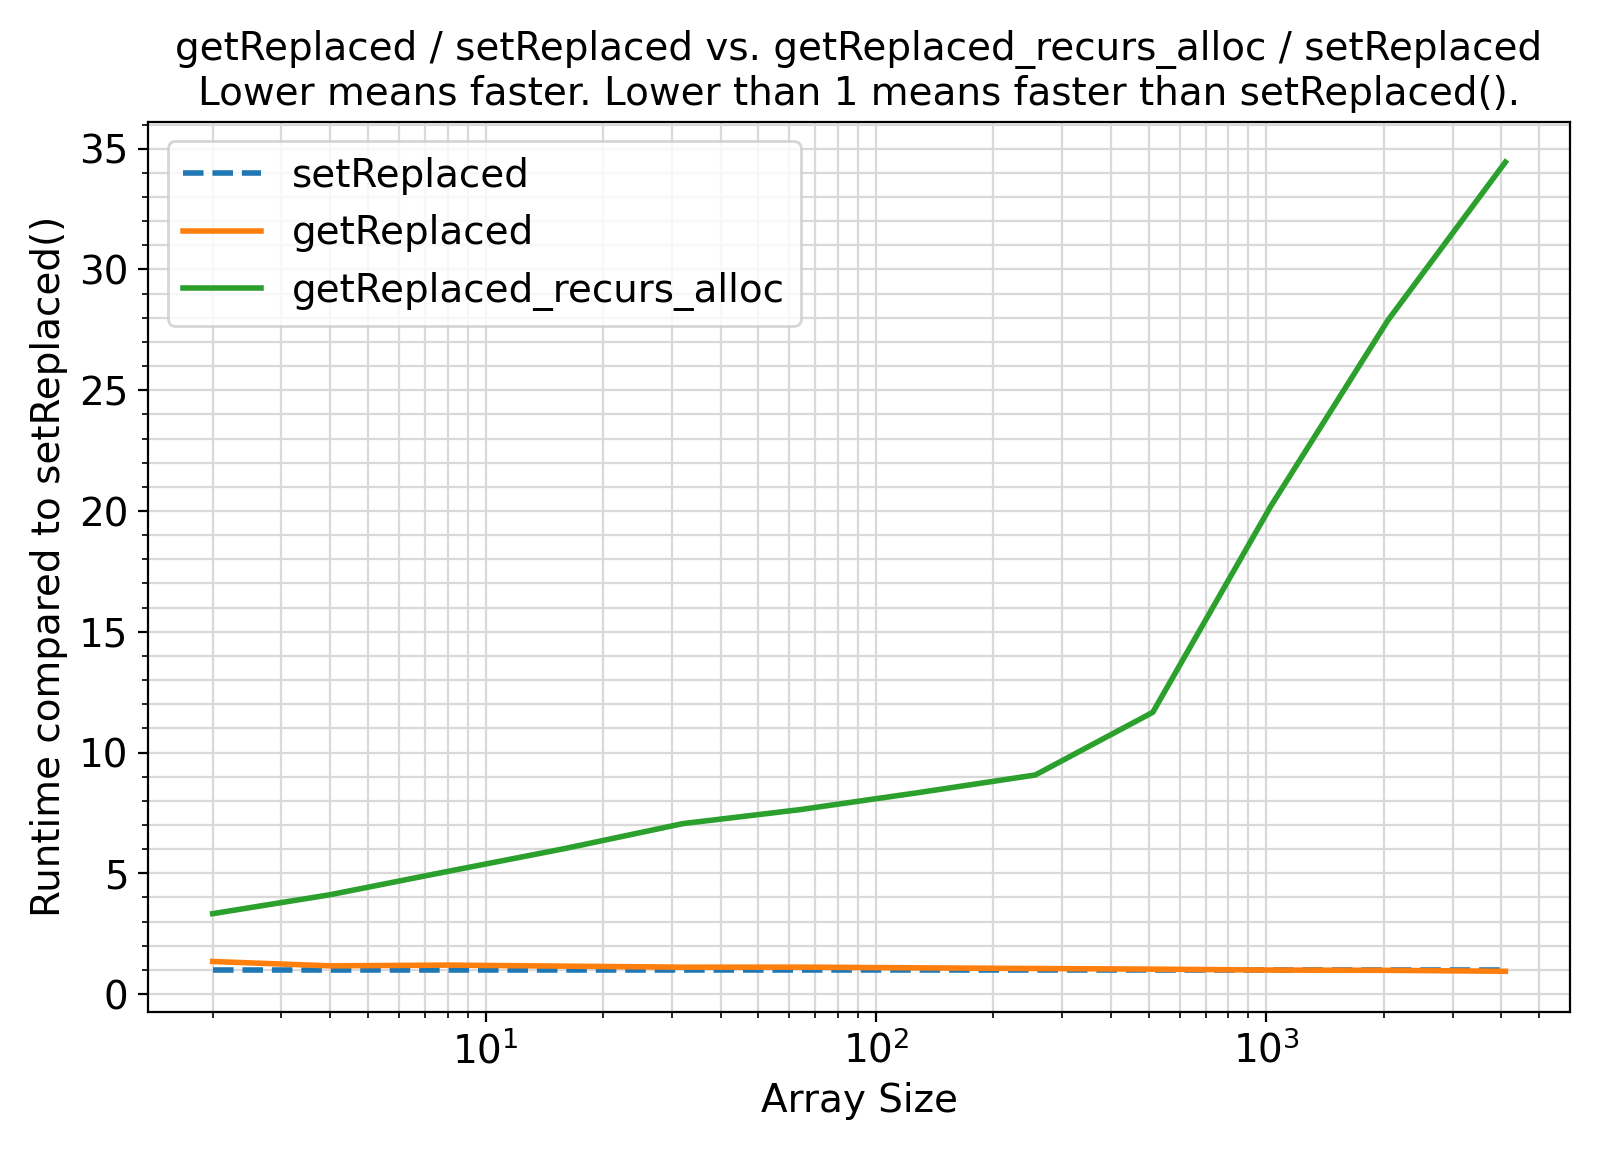 getReplaced / setReplaced vs. getReplaced_recurs_alloc / setReplaced
Lower means faster. Lower than 1 means faster than setReplaced().
setReplaced
getReplaced
getReplaced_recurs_alloc
Runtime compared to setReplaced()
35
30
25
20
15
10
5
0
10¹ 10² 10³
Array Size